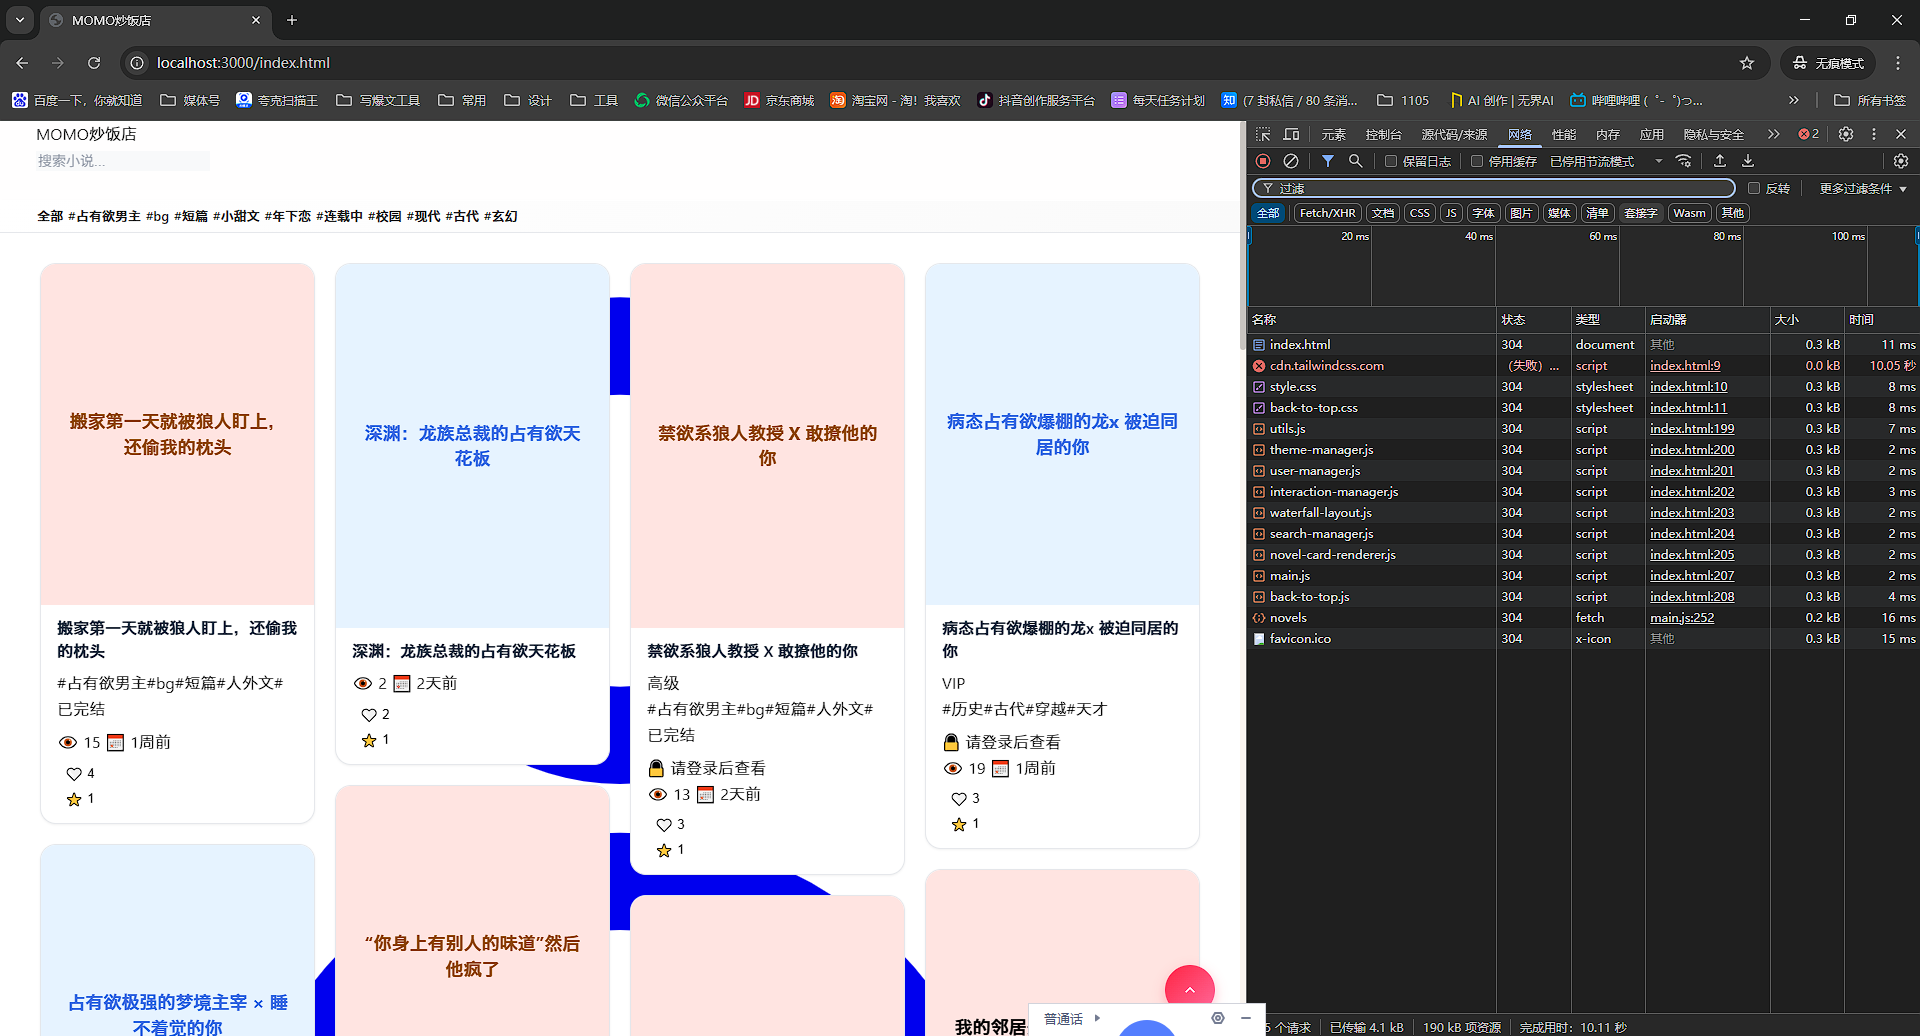 MOMO炒饭店
localhost:3000/index.html
无痕模式
百度一下，你就知道 媒体号 夸克扫描王 写爆文工具 常用 设计 工具 微信公众平台 京东商城 淘宝网 - 淘！我喜欢 抖音创作服务平台 每天任务计划 (7 封私信 / 80 条消... 1105 AI 创作 | 无界AI 哔哩哔哩 ( ゜- ゜)つ... 所有书签
MOMO炒饭店
搜索小说...
全部 #占有欲男主 #bg #短篇 #小甜文 #年下恋 #连载中 #校园 #现代 #古代 #玄幻
搬家第一天就被狼人盯上，
还偷我的枕头
搬家第一天就被狼人盯上，还偷我
的枕头
#占有欲男主#bg#短篇#人外文#
已完结
15 1周前
4
1
占有欲极强的梦境主宰 × 睡
不着觉的你
深渊：龙族总裁的占有欲天
花板
深渊：龙族总裁的占有欲天花板
2 2天前
2
1
“你身上有别人的味道”然后
他疯了
禁欲系狼人教授 X 敢撩他的
你
禁欲系狼人教授 X 敢撩他的你
高级
#占有欲男主#bg#短篇#人外文#
已完结
请登录后查看
13 2天前
3
1
病态占有欲爆棚的龙x 被迫同
居的你
病态占有欲爆棚的龙x 被迫同居的
你
VIP
#历史#古代#穿越#天才
请登录后查看
19 1周前
3
1
我的邻居
普通话
元素 控制台 源代码/来源 网络 性能 内存 应用 隐私与安全 2
保留日志 停用缓存 已停用节流模式
过滤 反转 更多过滤条件
全部 Fetch/XHR 文档 CSS JS 字体 图片 媒体 清单 套接字 Wasm 其他
20 ms 40 ms 60 ms 80 ms 100 ms
名称 状态 类型 启动器 大小 时间
index.html 304 document 其他 0.3 kB 11 ms
cdn.tailwindcss.com （失败）... script index.html:9 0.0 kB 10.05 秒
style.css 304 stylesheet index.html:10 0.3 kB 8 ms
back-to-top.css 304 stylesheet index.html:11 0.3 kB 8 ms
utils.js 304 script index.html:199 0.3 kB 7 ms
theme-manager.js 304 script index.html:200 0.3 kB 2 ms
user-manager.js 304 script index.html:201 0.3 kB 2 ms
interaction-manager.js 304 script index.html:202 0.3 kB 3 ms
waterfall-layout.js 304 script index.html:203 0.3 kB 2 ms
search-manager.js 304 script index.html:204 0.3 kB 2 ms
novel-card-renderer.js 304 script index.html:205 0.3 kB 2 ms
main.js 304 script index.html:207 0.3 kB 2 ms
back-to-top.js 304 script index.html:208 0.3 kB 4 ms
novels 304 fetch main.js:252 0.2 kB 16 ms
favicon.ico 304 x-icon 其他 0.3 kB 15 ms
个请求 已传输 4.1 kB 190 kB 项资源 完成用时：10.11 秒